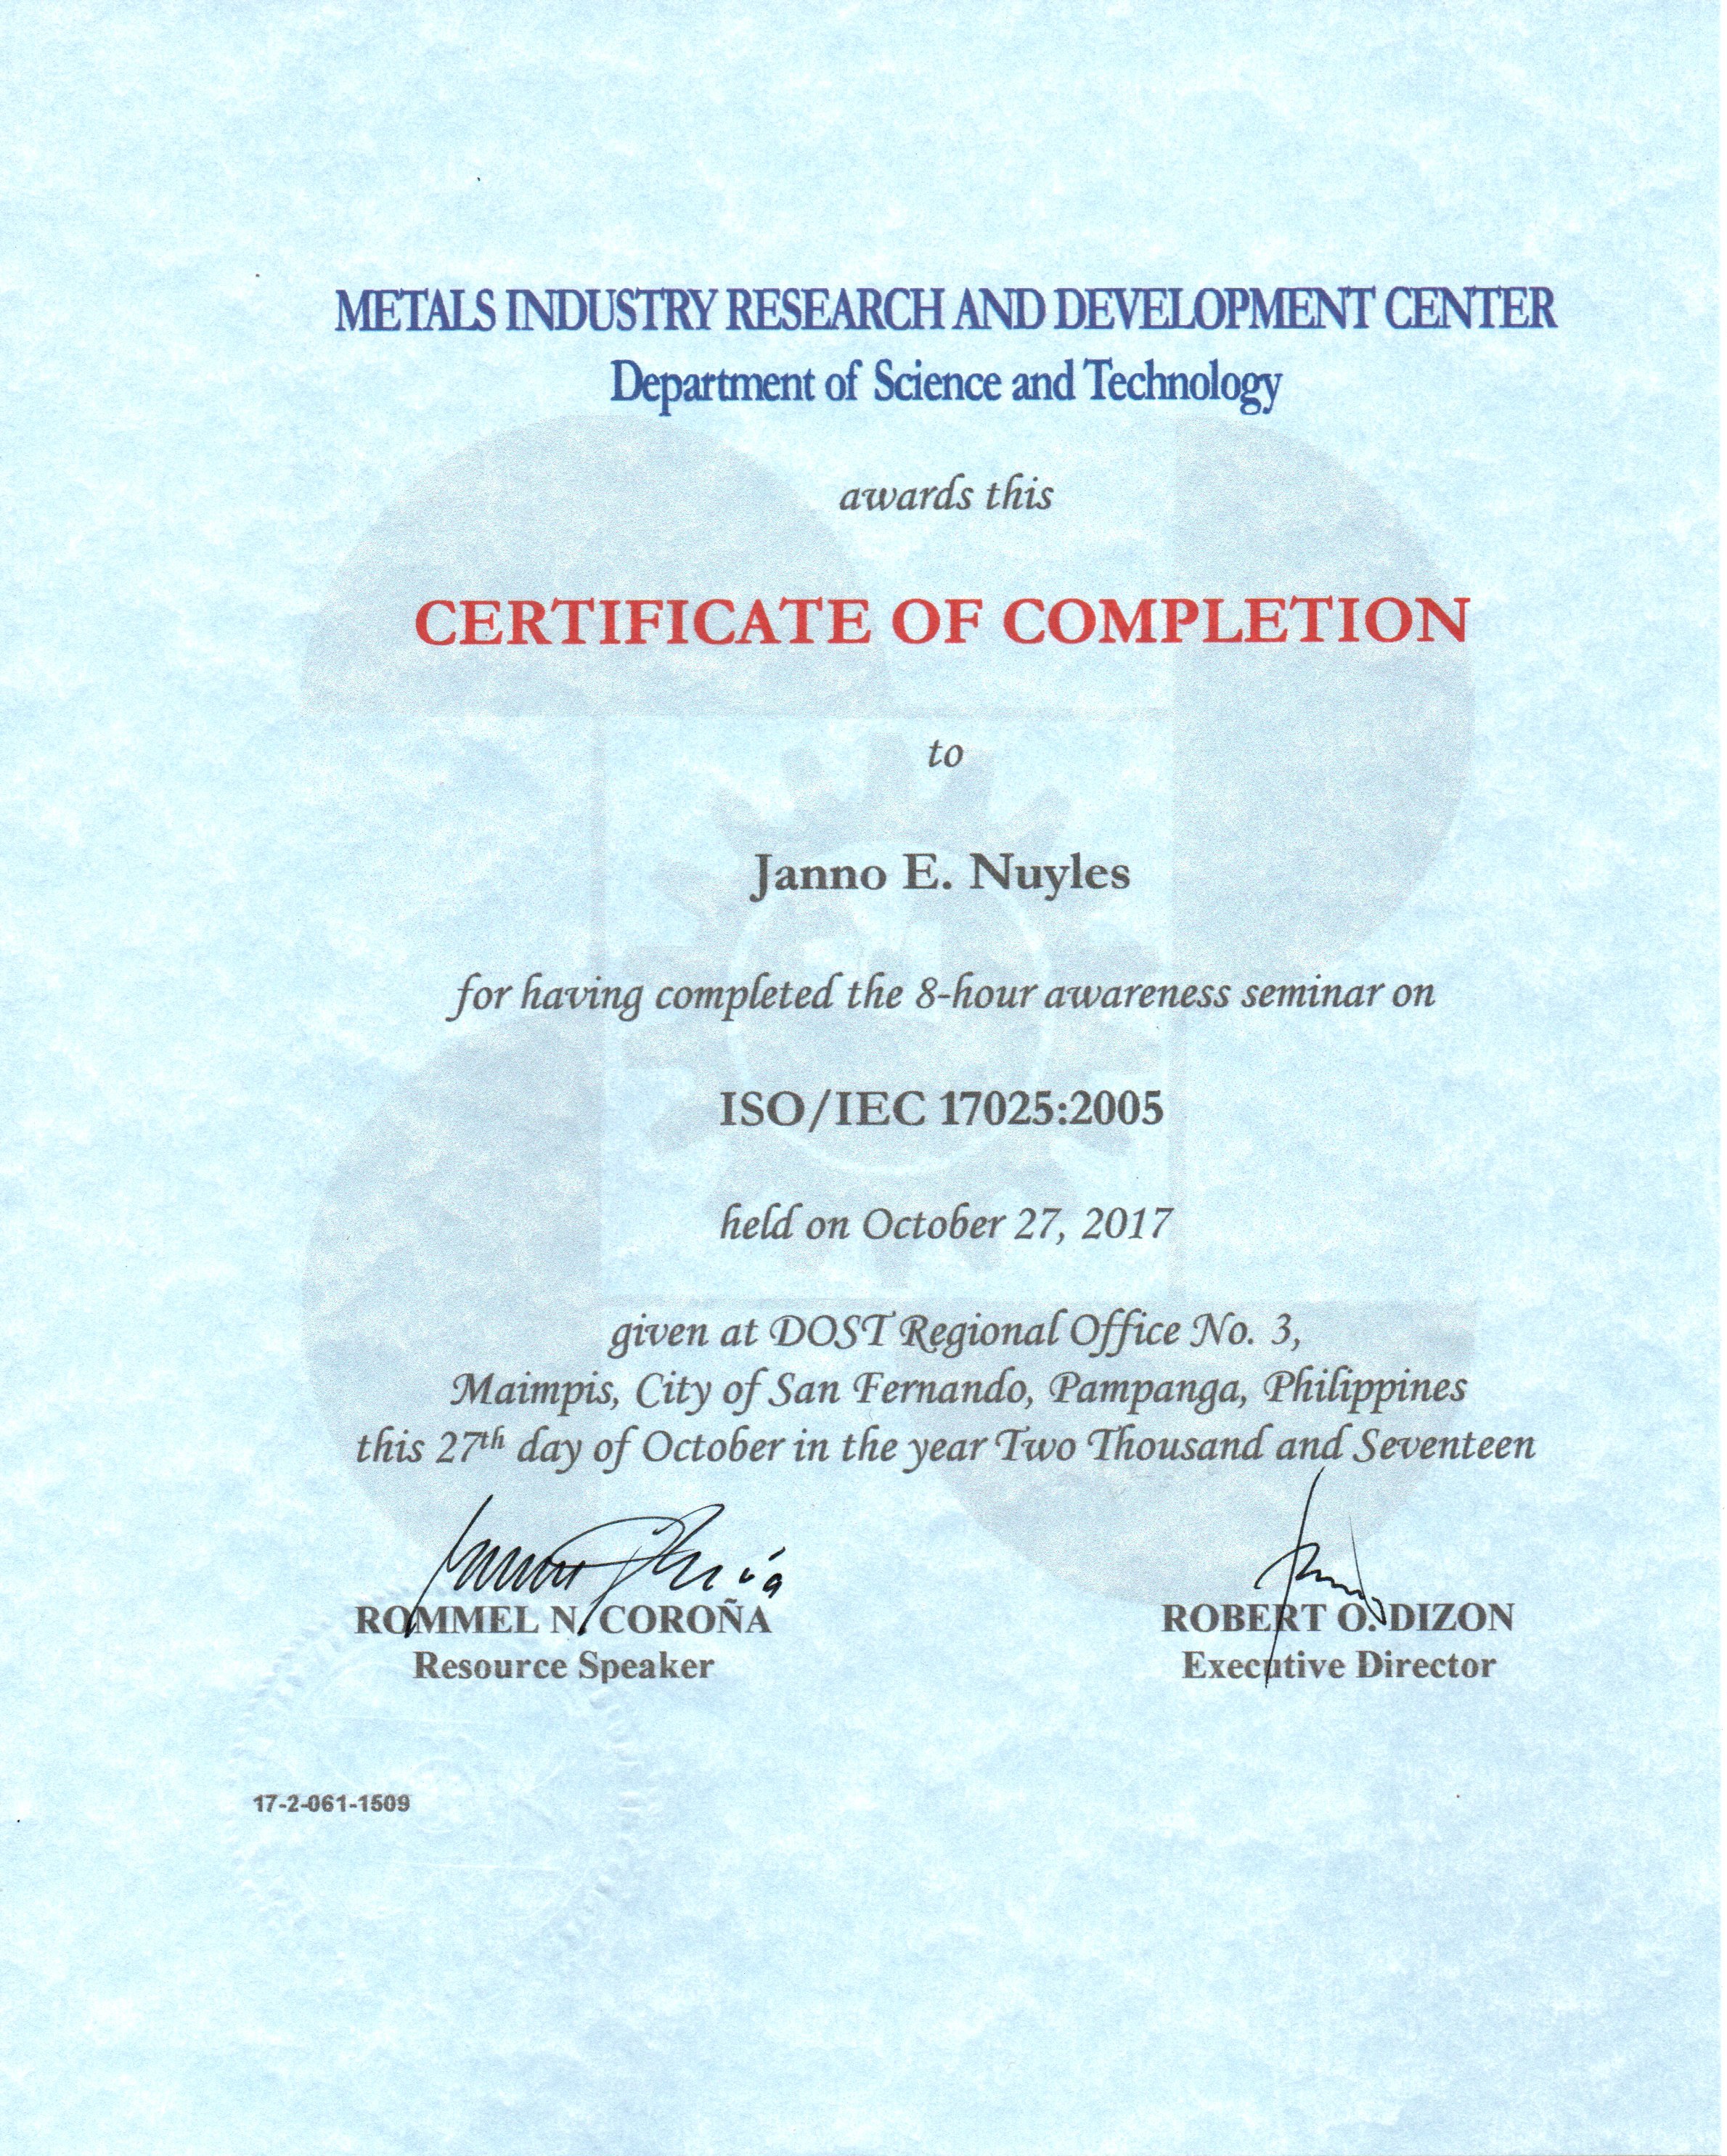 METALS INDUSTRY RESEARCH AND DEVELOPMENT CENTER
Department of Science and Technology
awards this
CERTIFICATE OF COMPLETION
to
Janno E. Nuyles
for having completed the 8-hour awareness seminar on
ISO/IEC 17025:2005
held on October 27, 2017
given at DOST Regional Office No. 3,
Maimpis, City of San Fernando, Pampanga, Philippines
this 27th day of October in the year Two Thousand and Seventeen
ROMMEL N. COROÑA
Resource Speaker
ROBERT O. DIZON
Executive Director
17-2-061-1509